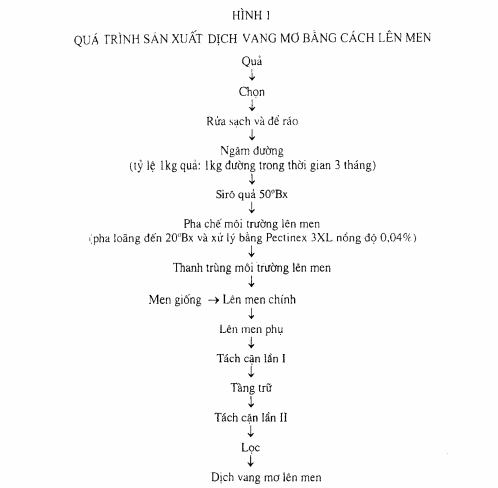 HÌNH 1
QUÁ TRÌNH SẢN XUẤT DỊCH VANG MƠ BẰNG CÁCH LÊN MEN
Quả
Chọn
Rửa sạch và để ráo
Ngâm đường
(tỷ lệ 1kg quả: 1kg đường trong thời gian 3 tháng)
Sirô quả 50°Bx
Pha chế môi trường lên men
(pha loãng đến 20°Bx và xử lý bằng Pectinex 3XL nồng độ 0,04%)
Thanh trùng môi trường lên men
Men giống → Lên men chính
Lên men phụ
Tách cặn lần I
Tàng trữ
Tách cặn lần II
Lọc
Dịch vang mơ lên men